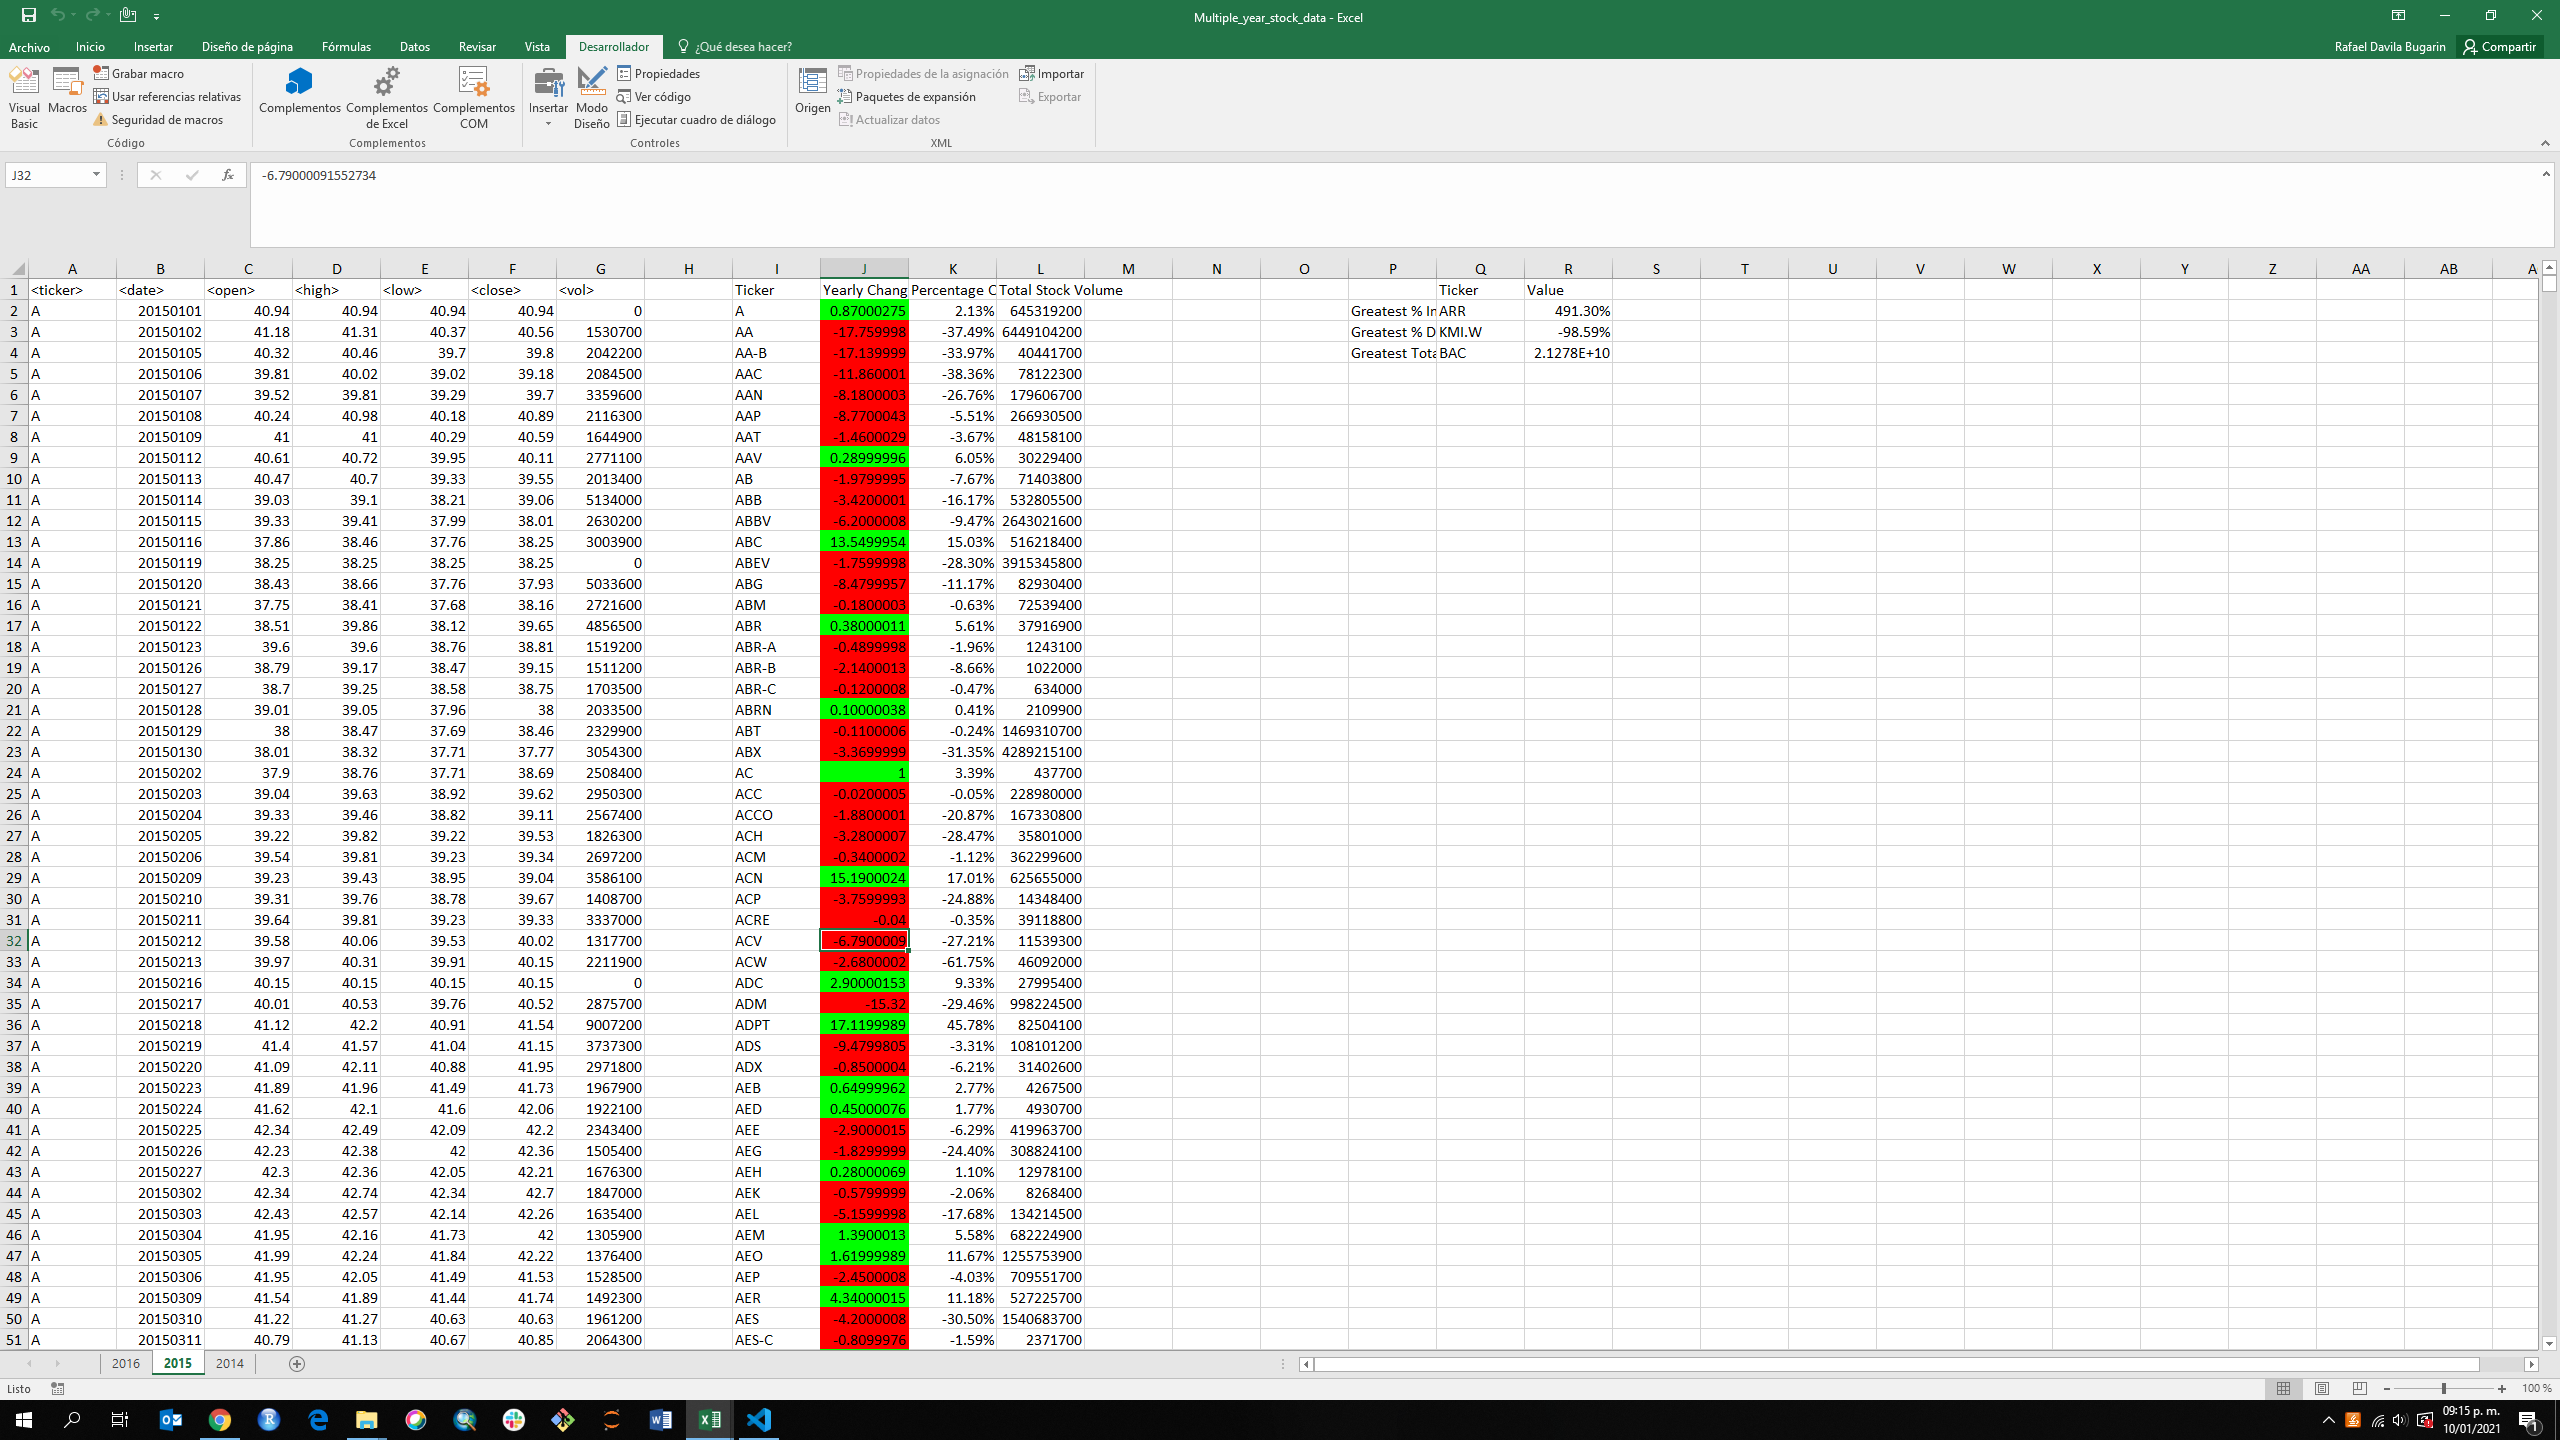 Multiple_year_stock_data - Excel
Archivo Inicio Insertar Diseño de página Fórmulas Datos Revisar Vista Desarrollador ¿Qué desea hacer? Rafael Davila Bugarin Compartir
Visual Basic
Macros
Grabar macro
Usar referencias relativas
Seguridad de macros
Código
Complementos
Complementos de Excel
Complementos COM
Complementos
Insertar
Modo Diseño
Propiedades
Ver código
Ejecutar cuadro de diálogo
Controles
Origen
Propiedades de la asignación
Paquetes de expansión
Actualizar datos
Importar
Exportar
XML
J32 fx -6.79000091552734
A B C D E F G H I J K L M N O P Q R S T U V W X Y Z AA AB A
1 <ticker> <date> <open> <high> <low> <close> <vol> Ticker Yearly Chang Percentage C Total Stock Volume Ticker Value
2 A 20150101 40.94 40.94 40.94 40.94 0 A 0.87000275 2.13% 645319200 Greatest % In ARR 491.30%
3 A 20150102 41.18 41.31 40.37 40.56 1530700 AA -17.759998 -37.49% 6449104200 Greatest % D KMI.W -98.59%
4 A 20150105 40.32 40.46 39.7 39.8 2042200 AA-B -17.139999 -33.97% 40441700 Greatest Tota BAC 2.1278E+10
5 A 20150106 39.81 40.02 39.02 39.18 2084500 AAC -11.860001 -38.36% 78122300
6 A 20150107 39.52 39.81 39.29 39.7 3359600 AAN -8.1800003 -26.76% 179606700
7 A 20150108 40.24 40.98 40.18 40.89 2116300 AAP -8.7700043 -5.51% 266930500
8 A 20150109 41 41 40.29 40.59 1644900 AAT -1.4600029 -3.67% 48158100
9 A 20150112 40.61 40.72 39.95 40.11 2771100 AAV 0.28999996 6.05% 30229400
10 A 20150113 40.47 40.7 39.33 39.55 2013400 AB -1.9799995 -7.67% 71403800
11 A 20150114 39.03 39.1 38.21 39.06 5134000 ABB -3.4200001 -16.17% 532805500
12 A 20150115 39.33 39.41 37.99 38.01 2630200 ABBV -6.2000008 -9.47% 2643021600
13 A 20150116 37.86 38.46 37.76 38.25 3003900 ABC 13.5499954 15.03% 516218400
14 A 20150119 38.25 38.25 38.25 38.25 0 ABEV -1.7599998 -28.30% 3915345800
15 A 20150120 38.43 38.66 37.76 37.93 5033600 ABG -8.4799957 -11.17% 82930400
16 A 20150121 37.75 38.41 37.68 38.16 2721600 ABM -0.1800003 -0.63% 72539400
17 A 20150122 38.51 39.86 38.12 39.65 4856500 ABR 0.38000011 5.61% 37916900
18 A 20150123 39.6 39.6 38.76 38.81 1519200 ABR-A -0.4899998 -1.96% 1243100
19 A 20150126 38.79 39.17 38.47 39.15 1511200 ABR-B -2.1400013 -8.66% 1022000
20 A 20150127 38.7 39.25 38.58 38.75 1703500 ABR-C -0.1200008 -0.47% 634000
21 A 20150128 39.01 39.05 37.96 38 2033500 ABRN 0.10000038 0.41% 2109900
22 A 20150129 38 38.47 37.69 38.46 2329900 ABT -0.1100006 -0.24% 1469310700
23 A 20150130 38.01 38.32 37.71 37.77 3054300 ABX -3.3699999 -31.35% 4289215100
24 A 20150202 37.9 38.76 37.71 38.69 2508400 AC 1 3.39% 437700
25 A 20150203 39.04 39.63 38.92 39.62 2950300 ACC -0.0200005 -0.05% 228980000
26 A 20150204 39.33 39.46 38.82 39.11 2567400 ACCO -1.8800001 -20.87% 167330800
27 A 20150205 39.22 39.82 39.22 39.53 1826300 ACH -3.2800007 -28.47% 35801000
28 A 20150206 39.54 39.81 39.23 39.34 2697200 ACM -0.3400002 -1.12% 362299600
29 A 20150209 39.23 39.43 38.95 39.04 3586100 ACN 15.1900024 17.01% 625655000
30 A 20150210 39.31 39.76 38.78 39.67 1408700 ACP -3.7599993 -24.88% 14348400
31 A 20150211 39.64 39.81 39.23 39.33 3337000 ACRE -0.04 -0.35% 39118800
32 A 20150212 39.58 40.06 39.53 40.02 1317700 ACV -6.7900009 -27.21% 11539300
33 A 20150213 39.97 40.31 39.91 40.15 2211900 ACW -2.6800002 -61.75% 46092000
34 A 20150216 40.15 40.15 40.15 40.15 0 ADC 2.90000153 9.33% 27995400
35 A 20150217 40.01 40.53 39.76 40.52 2875700 ADM -15.32 -29.46% 998224500
36 A 20150218 41.12 42.2 40.91 41.54 9007200 ADPT 17.1199989 45.78% 82504100
37 A 20150219 41.4 41.57 41.04 41.15 3737300 ADS -9.4799805 -3.31% 108101200
38 A 20150220 41.09 42.11 40.88 41.95 2971800 ADX -0.8500004 -6.21% 31402600
39 A 20150223 41.89 41.96 41.49 41.73 1967900 AEB 0.64999962 2.77% 4267500
40 A 20150224 41.62 42.1 41.6 42.06 1922100 AED 0.45000076 1.77% 4930700
41 A 20150225 42.34 42.49 42.09 42.2 2343400 AEE -2.9000015 -6.29% 419963700
42 A 20150226 42.23 42.38 42 42.36 1505400 AEG -1.8299999 -24.40% 308824100
43 A 20150227 42.3 42.36 42.05 42.21 1676300 AEH 0.28000069 1.10% 12978100
44 A 20150302 42.34 42.74 42.34 42.7 1847000 AEK -0.5799999 -2.06% 8268400
45 A 20150303 42.43 42.57 42.14 42.26 1635400 AEL -5.1599998 -17.68% 134214500
46 A 20150304 41.95 42.16 41.73 42 1305900 AEM 1.3900013 5.58% 682224900
47 A 20150305 41.99 42.24 41.84 42.22 1376400 AEO 1.61999989 11.67% 1255753900
48 A 20150306 41.95 42.05 41.49 41.53 1528500 AEP -2.4500008 -4.03% 709551700
49 A 20150309 41.54 41.89 41.44 41.74 1492300 AER 4.34000015 11.18% 527225700
50 A 20150310 41.22 41.27 40.63 40.63 1961200 AES -4.2000008 -30.50% 1540683700
51 A 20150311 40.79 41.13 40.67 40.85 2064300 AES-C -0.8099976 -1.59% 2371700
2016 2015 2014
Listo 100 %
09:15 p. m.
10/01/2021
1